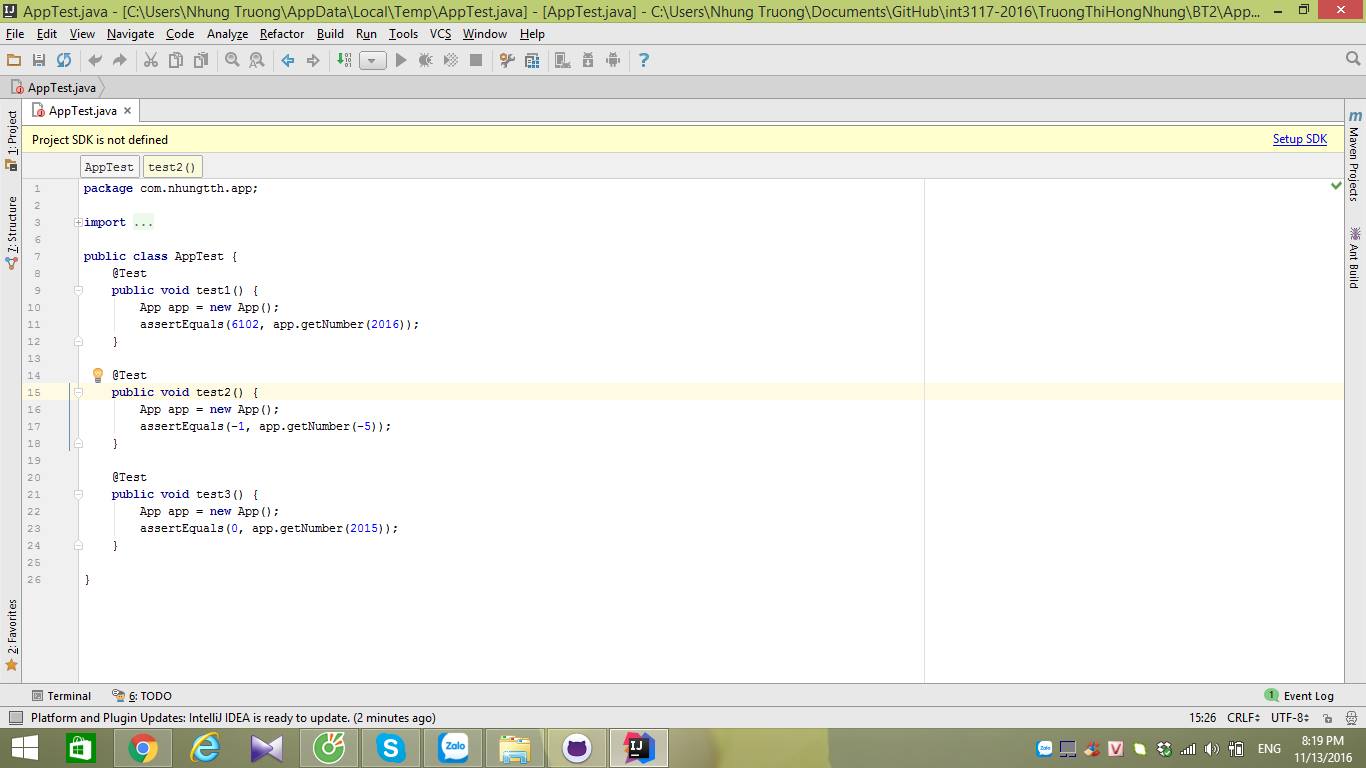 AppTest.java - [C:\Users\Nhung Truong\AppData\Local\Temp\AppTest.java] - [AppTest.java] - C:\Users\Nhung Truong\Documents\GitHub\int3117-2016\TruongThiHongNhung\BT2\App...
File Edit View Navigate Code Analyze Refactor Build Run Tools VCS Window Help
AppTest.java
AppTest.java
Project SDK is not defined Setup SDK
AppTest test2()
1 package com.nhungtth.app;
2
3 import ...
6
7 public class AppTest {
8 @Test
9 public void test1() {
10 App app = new App();
11 assertEquals(6102, app.getNumber(2016));
12 }
13
14 @Test
15 public void test2() {
16 App app = new App();
17 assertEquals(-1, app.getNumber(-5));
18 }
19
20 @Test
21 public void test3() {
22 App app = new App();
23 assertEquals(0, app.getNumber(2015));
24 }
25
26 }
1: Project
7: Structure
2: Favorites
m Maven Projects
Ant Build
Terminal 6: TODO 1 Event Log
Platform and Plugin Updates: IntelliJ IDEA is ready to update. (2 minutes ago) 15:26 CRLF UTF-8
Zalo
IJ
ENG
8:19 PM
11/13/2016